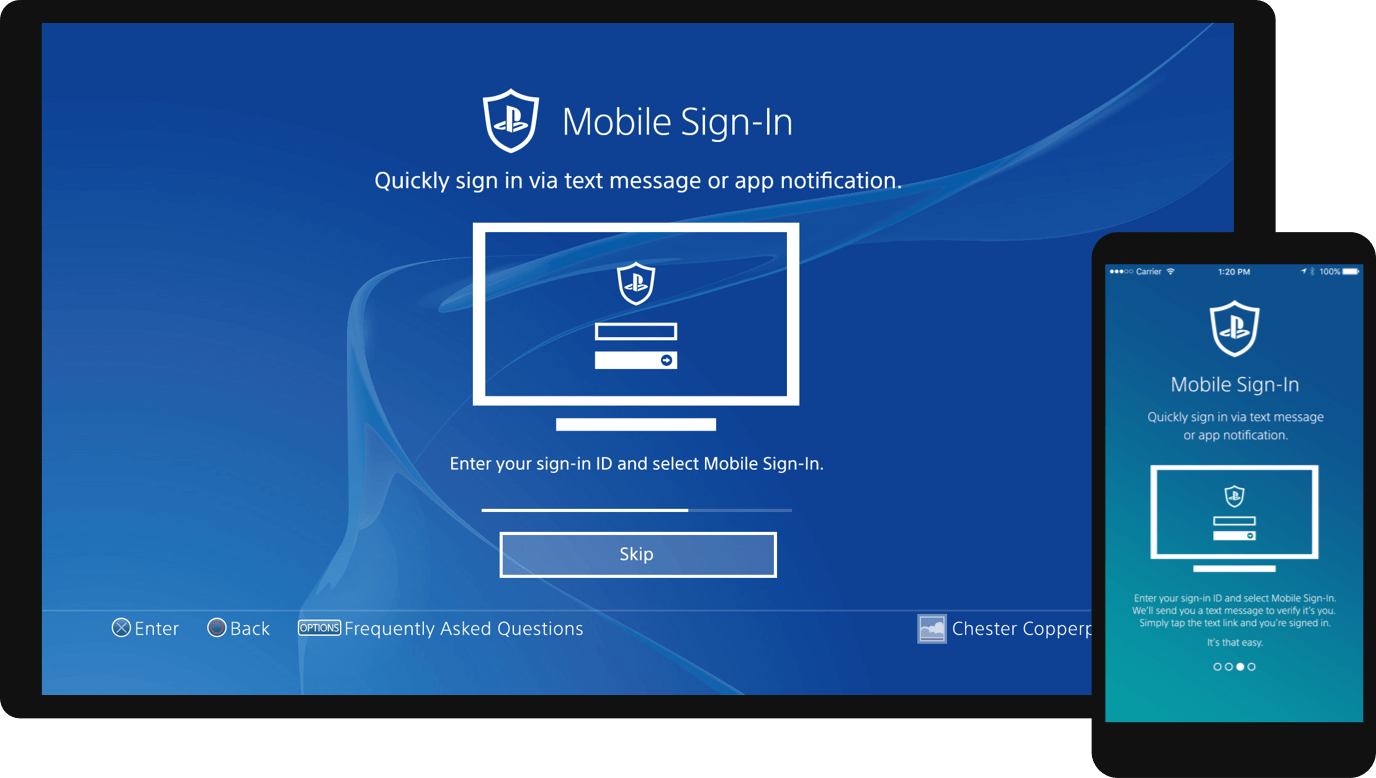 Mobile Sign-In
Quickly sign in via text message or app notification.
Enter your sign-in ID and select Mobile Sign-In.
Skip
Enter
Back
OPTIONS Frequently Asked Questions
Chester Copperp
Carrier 1:20 PM 100%
Mobile Sign-In
Quickly sign in via text message
or app notification.
Enter your sign-in ID and select Mobile Sign-In.
We'll send you a text message to verify it's you.
Simply tap the text link and you're signed in.
It's that easy.